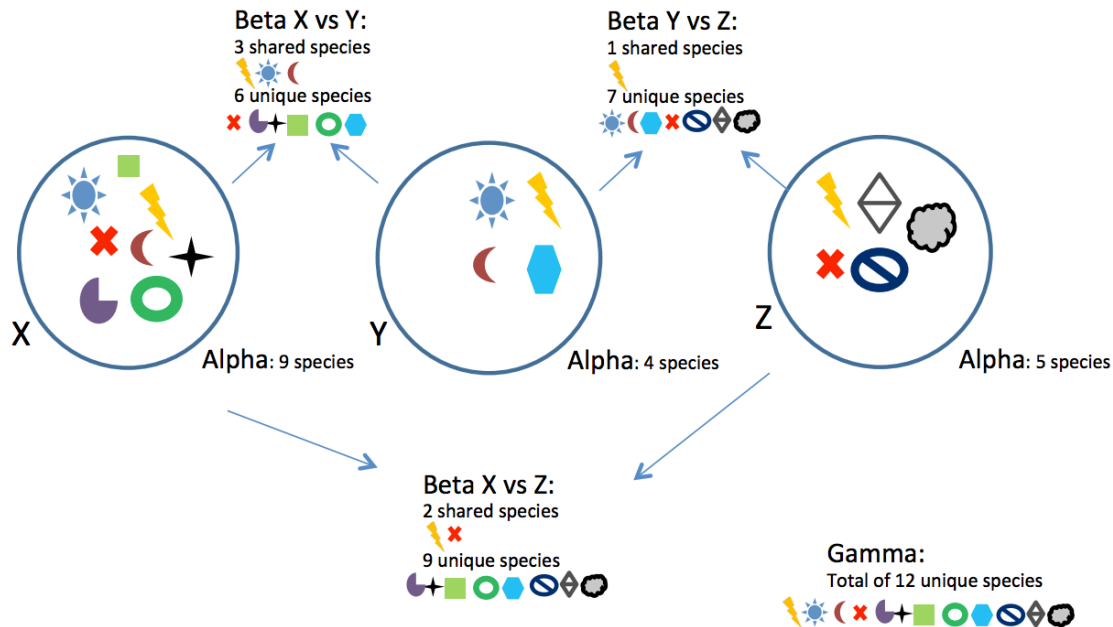 Beta X vs Y:
3 shared species
6 unique species
Beta Y vs Z:
1 shared species
7 unique species
X
Alpha: 9 species
Y
Alpha: 4 species
Z
Alpha: 5 species
Beta X vs Z:
2 shared species
9 unique species
Gamma:
Total of 12 unique species